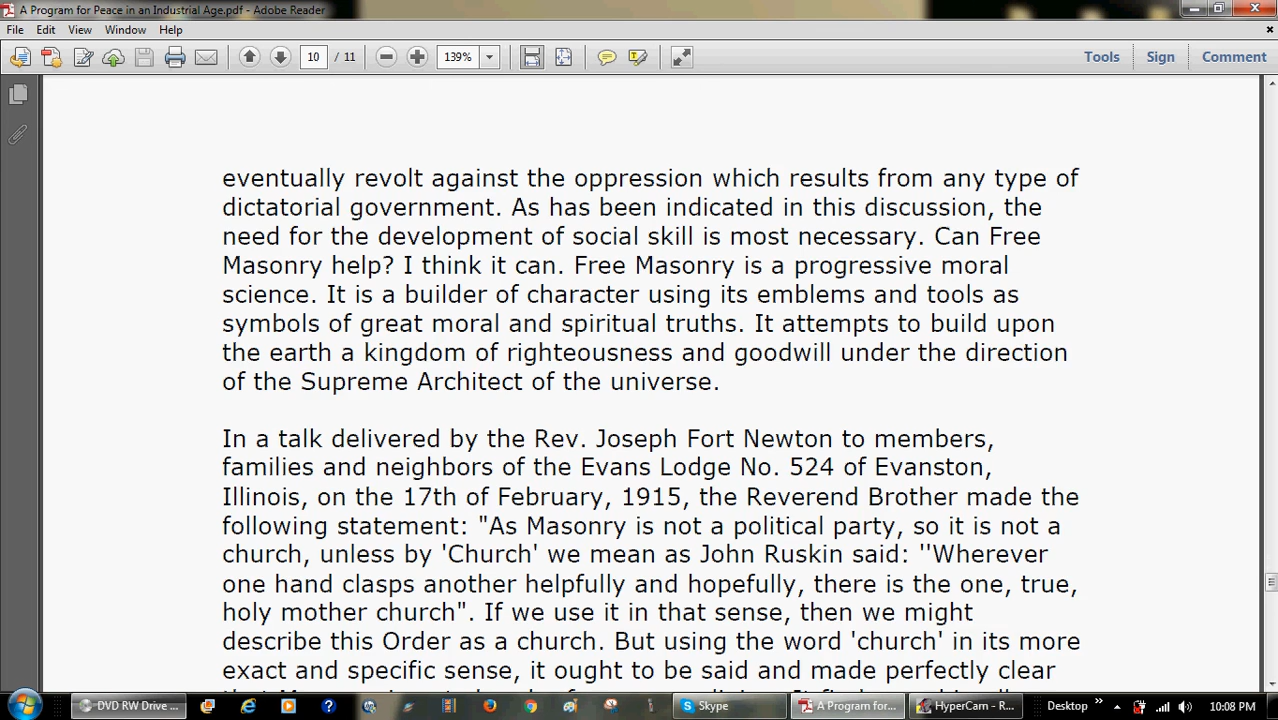 A Program for Peace in an Industrial Age.pdf - Adobe Reader
File Edit View Window Help
10 / 11 139% Tools Sign Comment
eventually revolt against the oppression which results from any type of
dictatorial government. As has been indicated in this discussion, the
need for the development of social skill is most necessary. Can Free
Masonry help? I think it can. Free Masonry is a progressive moral
science. It is a builder of character using its emblems and tools as
symbols of great moral and spiritual truths. It attempts to build upon
the earth a kingdom of righteousness and goodwill under the direction
of the Supreme Architect of the universe.
In a talk delivered by the Rev. Joseph Fort Newton to members,
families and neighbors of the Evans Lodge No. 524 of Evanston,
Illinois, on the 17th of February, 1915, the Reverend Brother made the
following statement: "As Masonry is not a political party, so it is not a
church, unless by 'Church' we mean as John Ruskin said: ''Wherever
one hand clasps another helpfully and hopefully, there is the one, true,
holy mother church". If we use it in that sense, then we might
describe this Order as a church. But using the word 'church' in its more
exact and specific sense, it ought to be said and made perfectly clear
DVD RW Drive ... Skype A Program for... HyperCam - R... Desktop » 10:08 PM